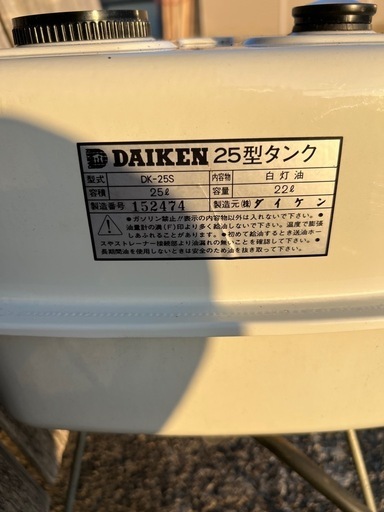 DAIKEN 25型タンク
型式 DK-25S 内容物 白灯油
容積 25ℓ 容量 22ℓ
製造番号 152474 製造元 ㈱ダイケン
●ガソリン禁止!!表示の内容物以外は入れないで下さい。●
油量計の満(F)印より多く給油しないで下さい。温度で膨張
しあふれることがあります。●初めて給油するとき送油ホー
スやストレーナー接続部より油漏れの無いことを確認して下さい。●
長期間油を使用しないときは安全のため油を抜いて下さい。